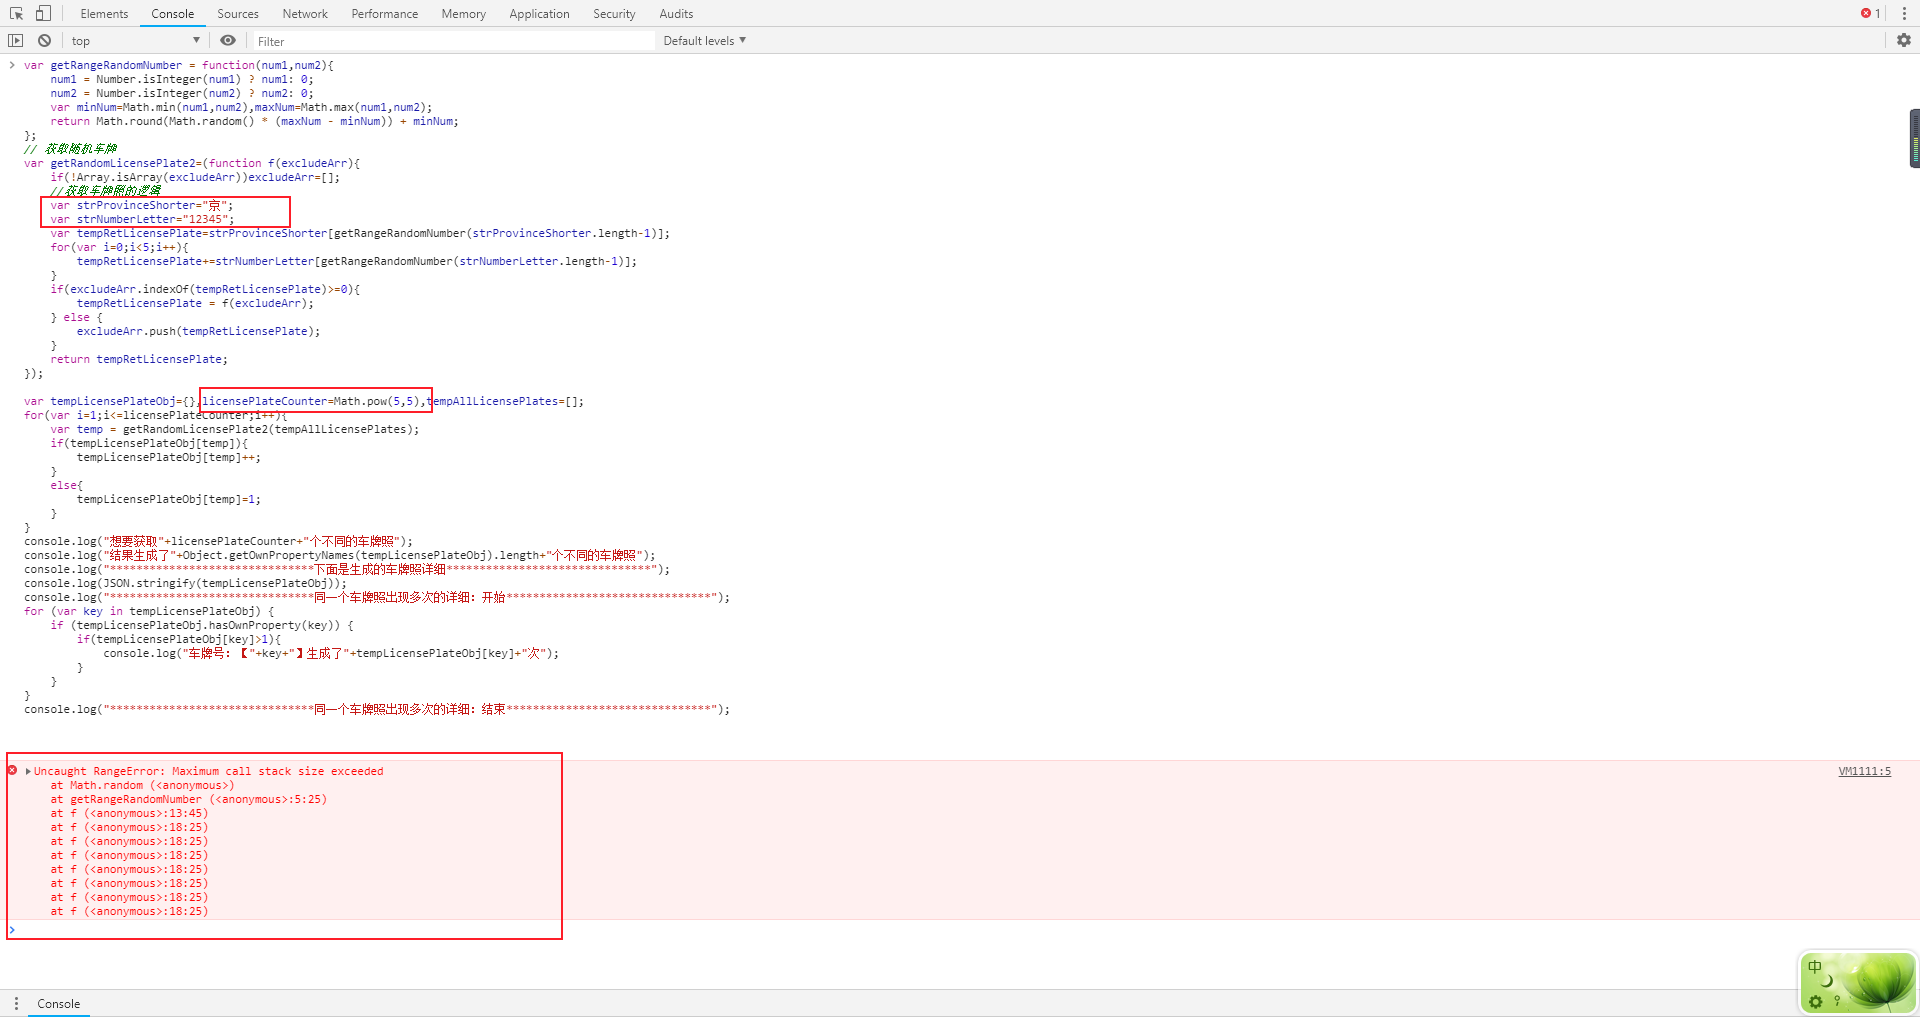 Elements Console Sources Network Performance Memory Application Security Audits 1
top Filter Default levels
var getRangeRandomNumber = function(num1,num2){
num1 = Number.isInteger(num1) ? num1: 0;
num2 = Number.isInteger(num2) ? num2: 0;
var minNum=Math.min(num1,num2),maxNum=Math.max(num1,num2);
return Math.round(Math.random() * (maxNum - minNum)) + minNum;
};
// 获取随机车牌
var getRandomLicensePlate2=(function f(excludeArr){
if(!Array.isArray(excludeArr))excludeArr=[];
//获取车牌照的逻辑
var strProvinceShorter="京";
var strNumberLetter="12345";
var tempRetLicensePlate=strProvinceShorter[getRangeRandomNumber(strProvinceShorter.length-1)];
for(var i=0;i<5;i++){
tempRetLicensePlate+=strNumberLetter[getRangeRandomNumber(strNumberLetter.length-1)];
}
if(excludeArr.indexOf(tempRetLicensePlate)>=0){
tempRetLicensePlate = f(excludeArr);
} else {
excludeArr.push(tempRetLicensePlate);
}
return tempRetLicensePlate;
});
var tempLicensePlateObj={},licensePlateCounter=Math.pow(5,5),tempAllLicensePlates=[];
for(var i=1;i<=licensePlateCounter;i++){
var temp = getRandomLicensePlate2(tempAllLicensePlates);
if(tempLicensePlateObj[temp]){
tempLicensePlateObj[temp]++;
}
else{
tempLicensePlateObj[temp]=1;
}
}
console.log("想要获取"+licensePlateCounter+"个不同的车牌照");
console.log("结果生成了"+Object.getOwnPropertyNames(tempLicensePlateObj).length+"个不同的车牌照");
console.log("*******************************下面是生成的车牌照详细*******************************");
console.log(JSON.stringify(tempLicensePlateObj));
console.log("*******************************同一个车牌照出现多次的详细: 开始*******************************");
for (var key in tempLicensePlateObj) {
if (tempLicensePlateObj.hasOwnProperty(key)) {
if(tempLicensePlateObj[key]>1){
console.log("车牌号: 【"+key+"】生成了"+tempLicensePlateObj[key]+"次");
}
}
}
console.log("*******************************同一个车牌照出现多次的详细: 结束*******************************");
Uncaught RangeError: Maximum call stack size exceeded VM1111:5
at Math.random (<anonymous>)
at getRangeRandomNumber (<anonymous>:5:25)
at f (<anonymous>:13:45)
at f (<anonymous>:18:25)
at f (<anonymous>:18:25)
at f (<anonymous>:18:25)
at f (<anonymous>:18:25)
at f (<anonymous>:18:25)
at f (<anonymous>:18:25)
at f (<anonymous>:18:25)
中
Console